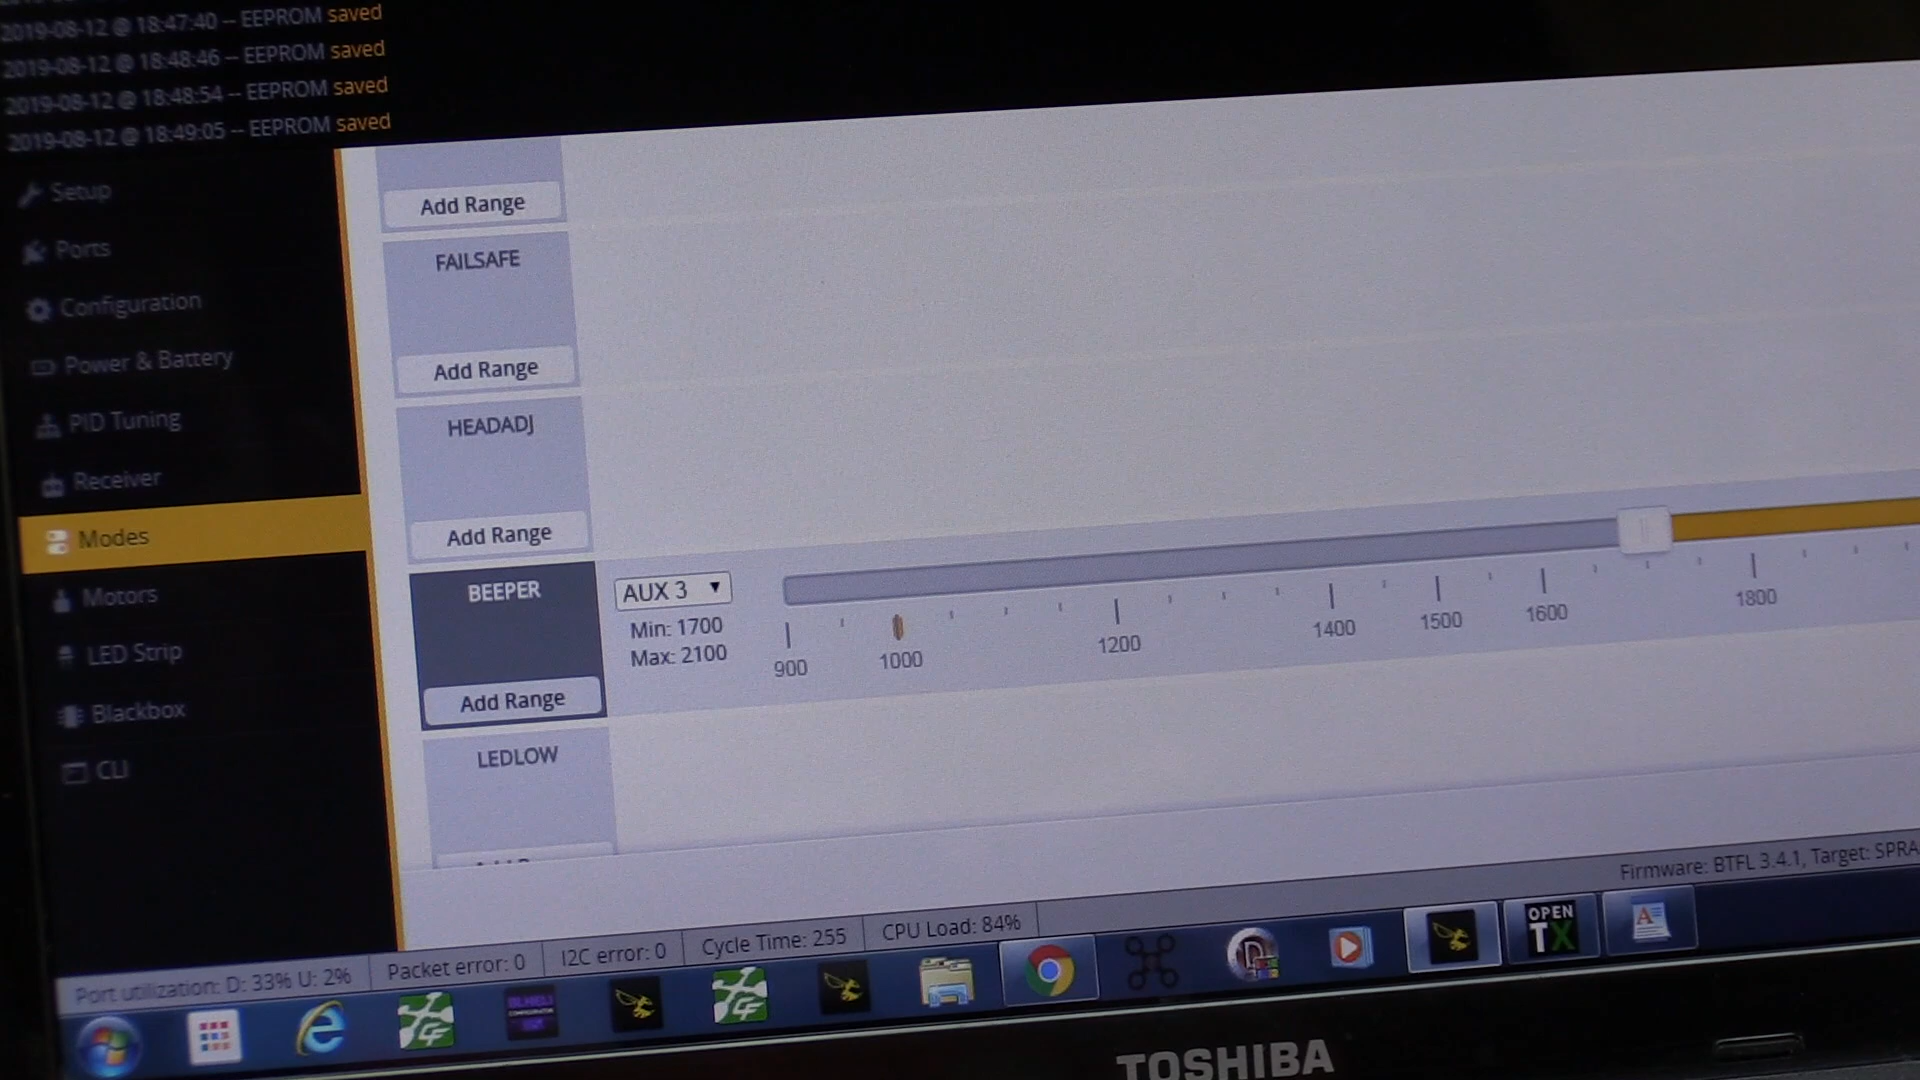 2019-08-12 @ 18:47:40 -- EEPROM saved
2019-08-12 @ 18:48:46 -- EEPROM saved
2019-08-12 @ 18:48:54 -- EEPROM saved
2019-08-12 @ 18:49:05 -- EEPROM saved
Setup
Ports
Configuration
Power & Battery
PID Tuning
Receiver
Modes
Motors
LED Strip
Blackbox
CLI
Add Range
FAILSAFE
Add Range
HEADADJ
Add Range
BEEPER
Add Range
AUX 3
Min: 1700
Max: 2100
900 1000 1200 1400 1500 1600 1800
LEDLOW
Firmware: BTFL 3.4.1, Target: SPRA
Port utilization: D: 33% U: 2% Packet error: 0 I2C error: 0 Cycle Time: 255 CPU Load: 84%
OPEN
TX
TOSHIBA